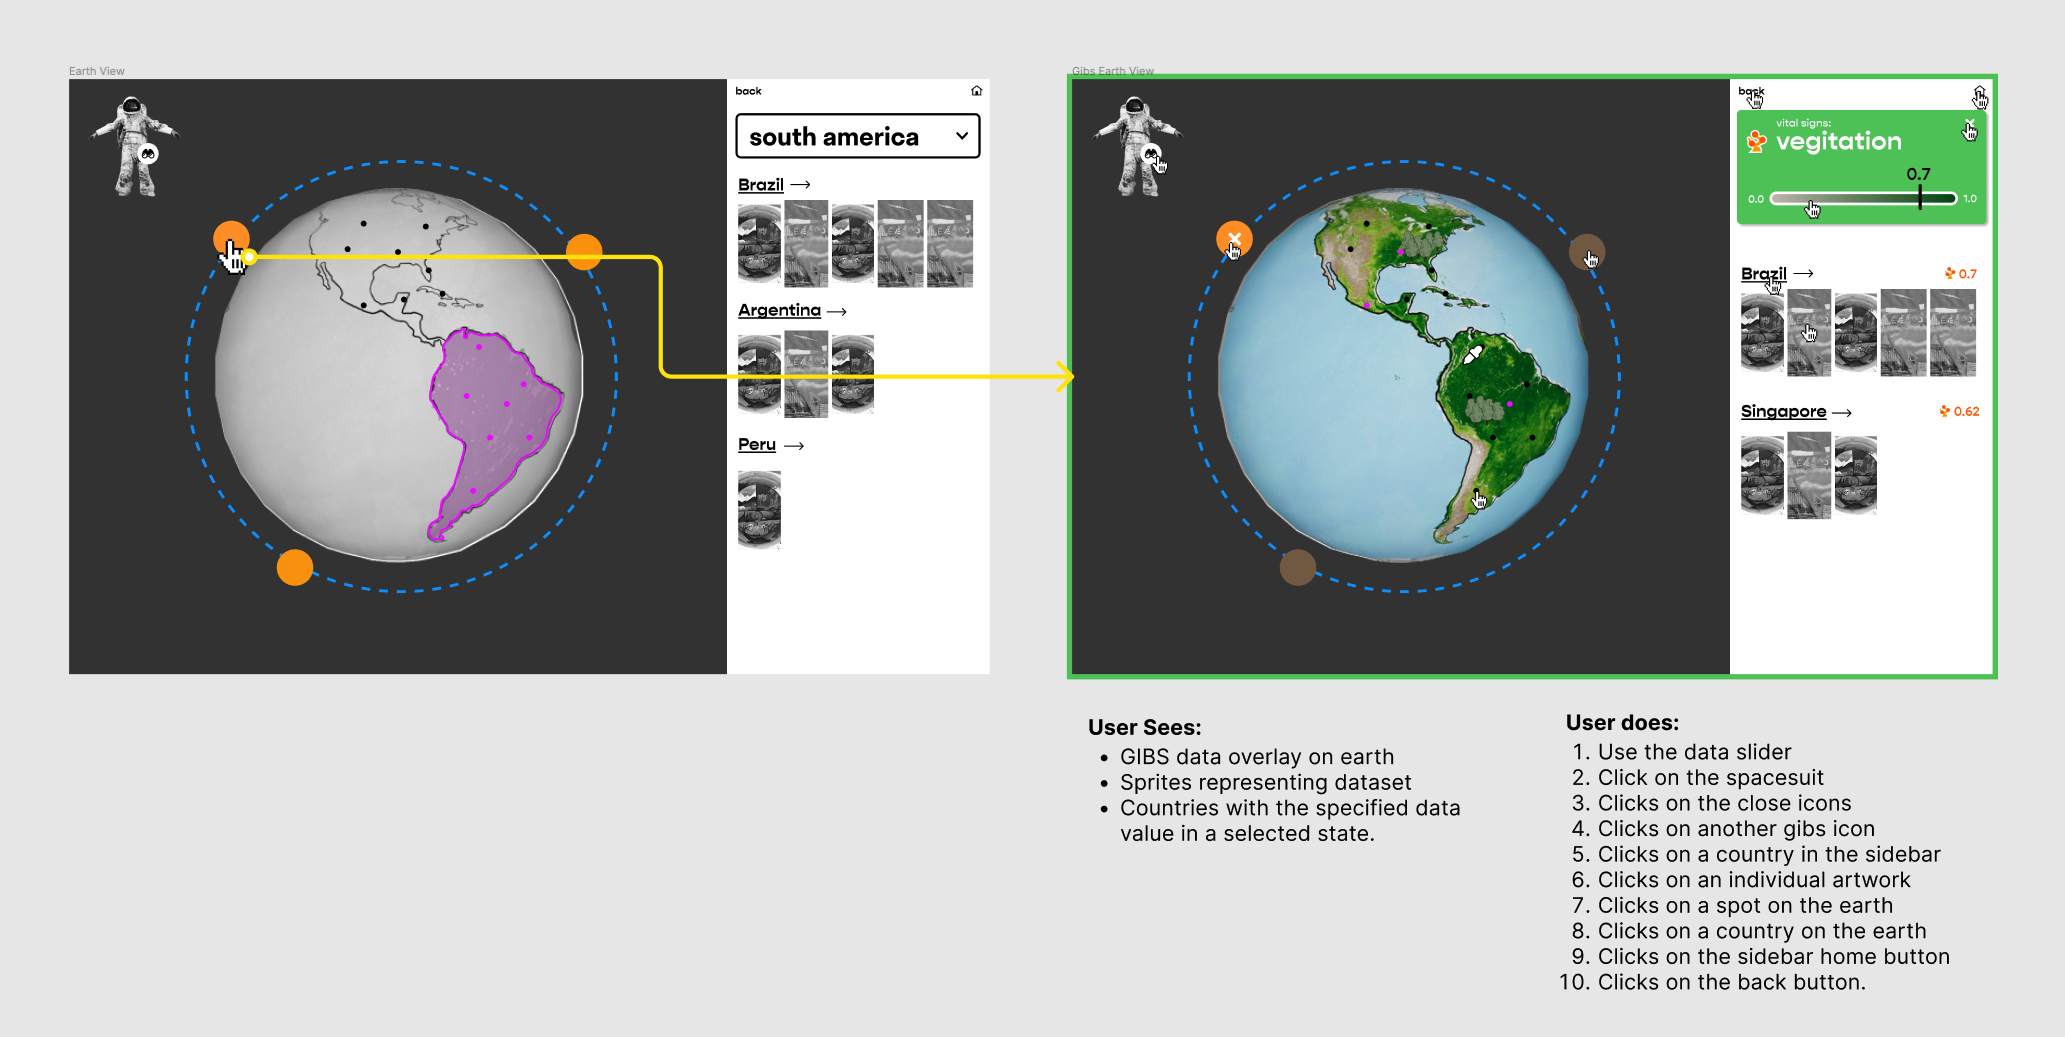 Earth View
back
south america
Brazil
Argentina
Peru
Gibs Earth View
back
vital signs:
vegitation
0.7
0.0
1.0
Brazil
0.7
Singapore
0.62
User Sees:
• GIBS data overlay on earth
• Sprites representing dataset
• Countries with the specified data
value in a selected state.
User does:
1. Use the data slider
2. Click on the spacesuit
3. Clicks on the close icons
4. Clicks on another gibs icon
5. Clicks on a country in the sidebar
6. Clicks on an individual artwork
7. Clicks on a spot on the earth
8. Clicks on a country on the earth
9. Clicks on the sidebar home button
10. Clicks on the back button.